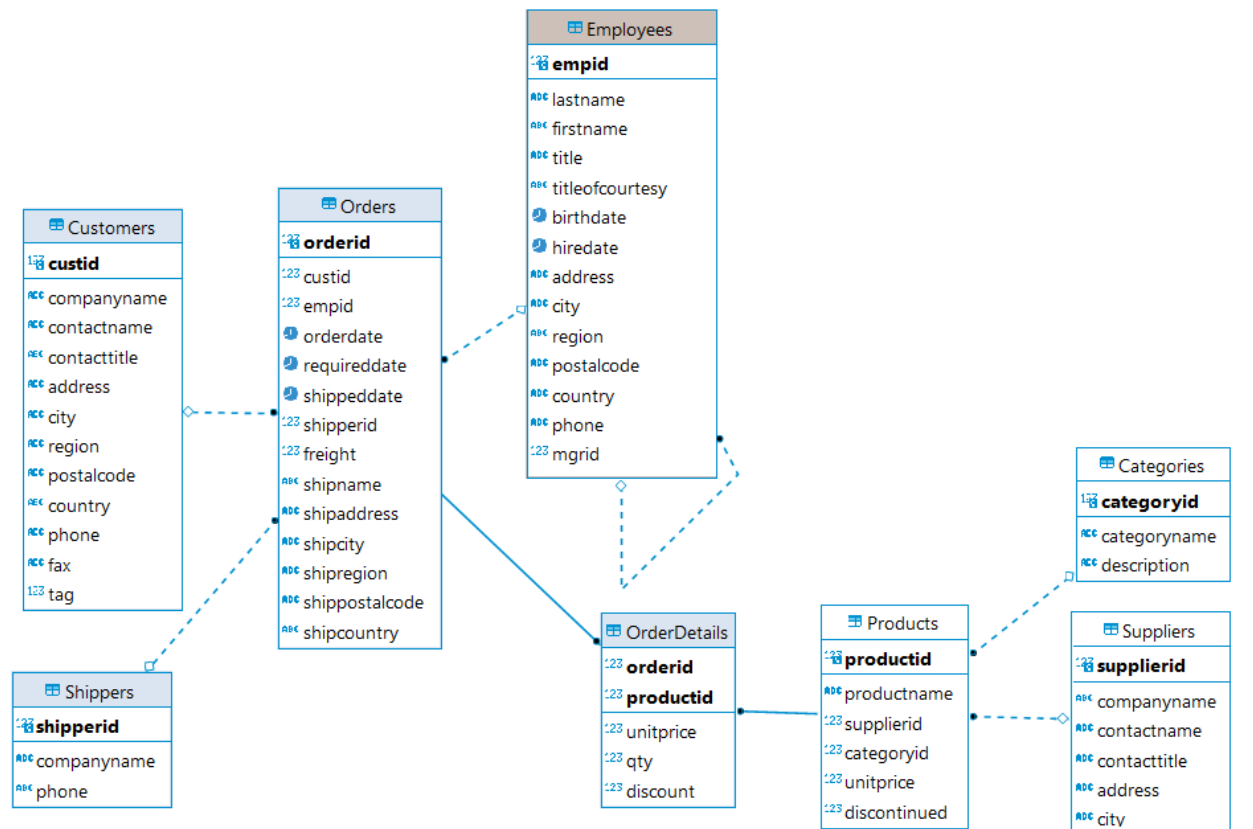 Employees
empid
lastname
firstname
title
titleofcourtesy
birthdate
hiredate
address
city
region
postalcode
country
phone
mgrid
Orders
orderid
custid
empid
orderdate
requireddate
shippeddate
shipperid
freight
shipname
shipaddress
shipcity
shipregion
shippostalcode
shipcountry
Customers
custid
companyname
contactname
contacttitle
address
city
region
postalcode
country
phone
fax
tag
Shippers
shipperid
companyname
phone
OrderDetails
orderid
productid
unitprice
qty
discount
Products
productid
productname
supplierid
categoryid
unitprice
discontinued
Categories
categoryid
categoryname
description
Suppliers
supplierid
companyname
contactname
contacttitle
address
city